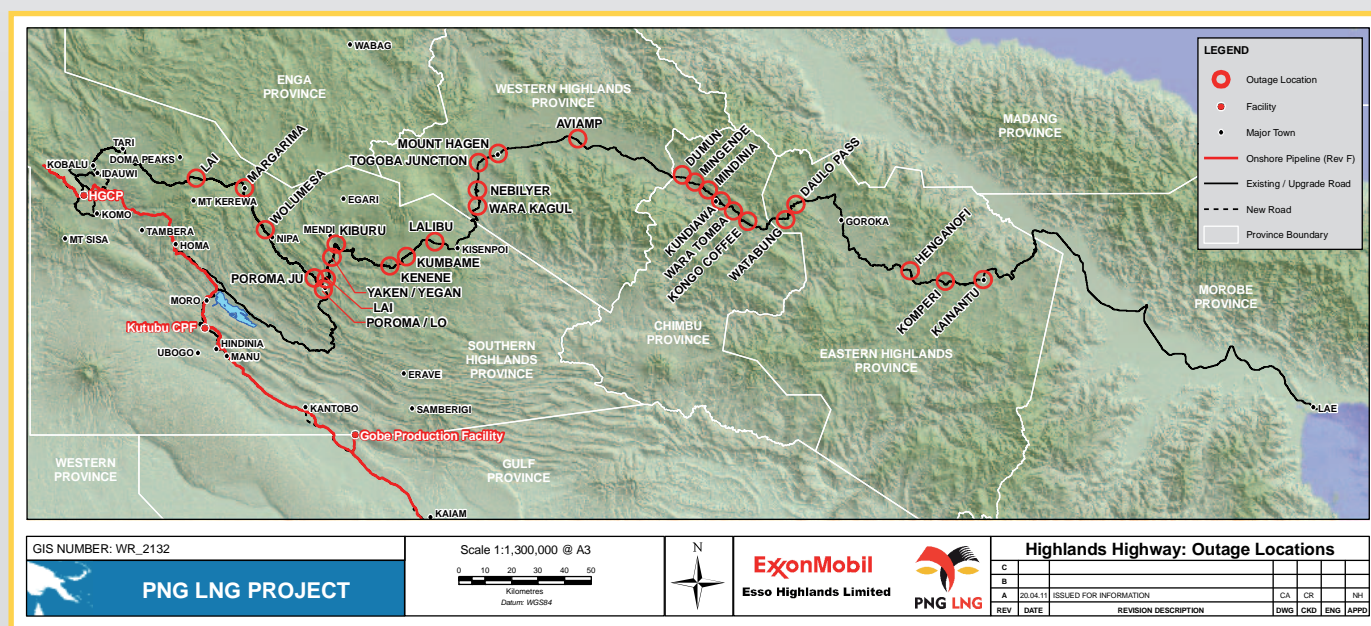 WABAG
ENGA
PROVINCE
WESTERN HIGHLANDS
PROVINCE
AVIAMP
MOUNT HAGEN
TOGOBA JUNCTION
NEBILYER
WARA KAGUL
TARI
DOMA PEAKS
KOBALU
IDAUWI
HGCP
KOMO
LAI
MARGARIMA
MT KEREWA
WOLUMESA
EGARI
TAMBERA
MT SISA
HOMA
NIPA
MENDI
KIBURU
LALIBU
KISENPOI
KUMBAME
KENENE
POROMA JU
YAKEN / YEGAN
LAI
POROMA / LO
MORO
Kutubu CPF
HINDINIA
UBOGO
MANU
SOUTHERN
HIGHLANDS
PROVINCE
ERAVE
SAMBERIGI
KANTOBO
Gobe Production Facility
WESTERN
PROVINCE
GULF
PROVINCE
KAIAM
DUMUN
MINGENDE
MINDINIA
KUNDIAWA
WARA TOMBA
KONGO COFFEE
WATABUNG
DAULO PASS
GOROKA
HENGANOFI
KOMPERI
KAINANTU
CHIMBU
PROVINCE
EASTERN HIGHLANDS
PROVINCE
MADANG
PROVINCE
MOROBE
PROVINCE
LAE
LEGEND
Outage Location
Facility
Major Town
Onshore Pipeline (Rev F)
Existing / Upgrade Road
New Road
Province Boundary
GIS NUMBER: WR_2132
PNG LNG PROJECT
Scale 1:1,300,000 @ A3
0 10 20 30 40 50
Kilometres
Datum: WGS84
N
ExxonMobil
Esso Highlands Limited
PNG LNG
Highlands Highway: Outage Locations
C
B
A 20.04.11 ISSUED FOR INFORMATION CA CR NH
REV DATE REVISION DESCRIPTION DWG CKD ENG APPD